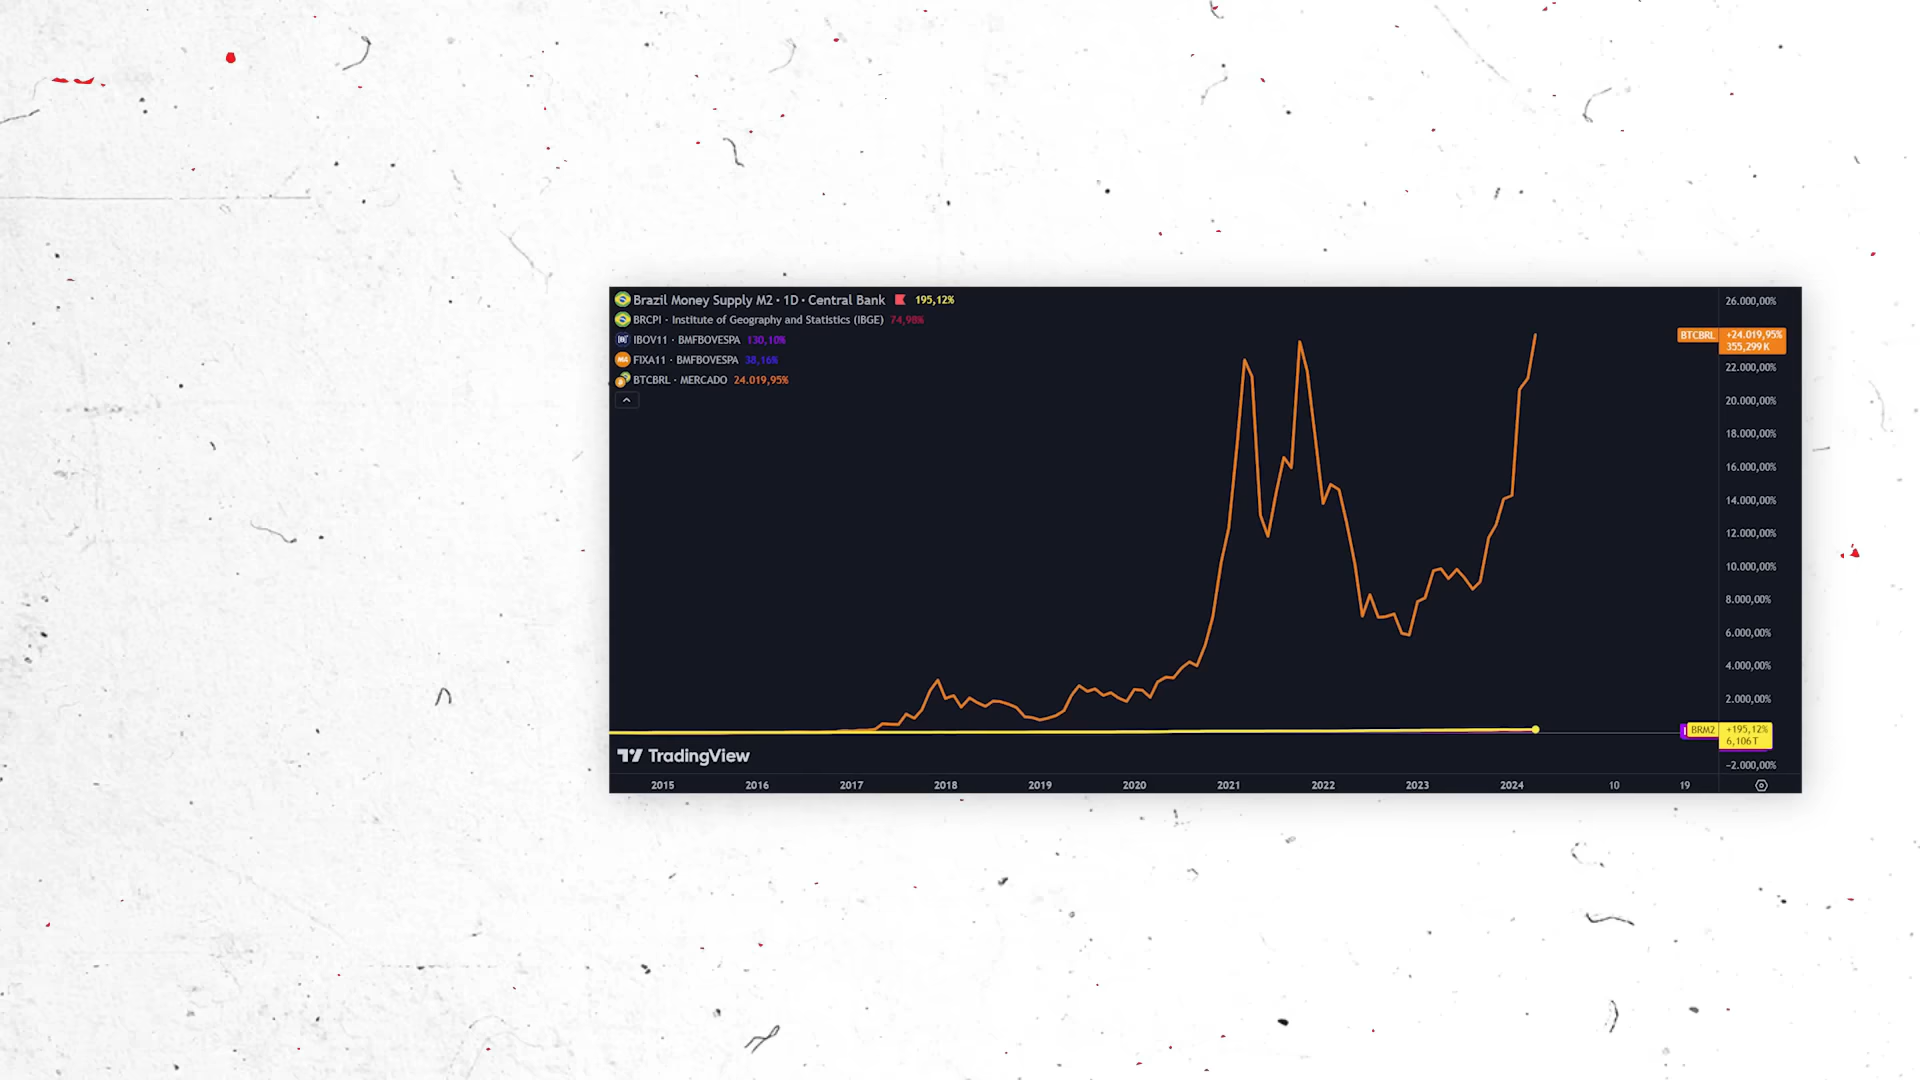 Brazil Money Supply M2 · 1D · Central Bank 195,12%
BRCPI · Institute of Geography and Statistics (IBGE) 74,98%
IBOV11 · BMFBOVESPA 130,10%
FIXA11 · BMFBOVESPA 38,16%
BTCBRL · MERCADO 24.019,95%
26.000,00%
BTCBRL +24.019,95%
355,299 K
22.000,00%
20.000,00%
18.000,00%
16.000,00%
14.000,00%
12.000,00%
10.000,00%
8.000,00%
6.000,00%
4.000,00%
2.000,00%
BRM2 +195,12%
6,106 T
−2.000,00%
TradingView
2015 2016 2017 2018 2019 2020 2021 2022 2023 2024 10 19